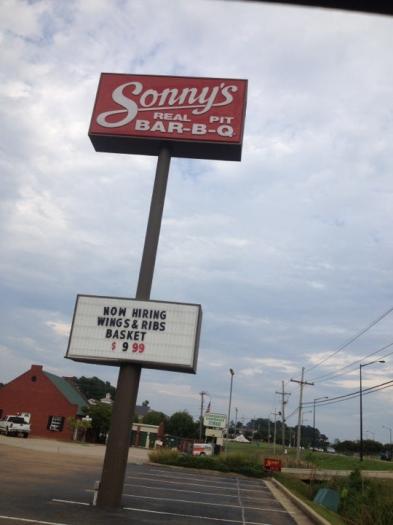 Sonny's
REAL PIT
BAR-B-Q
NOW HIRING
WINGS & RIBS
BASKET
$ 9 99